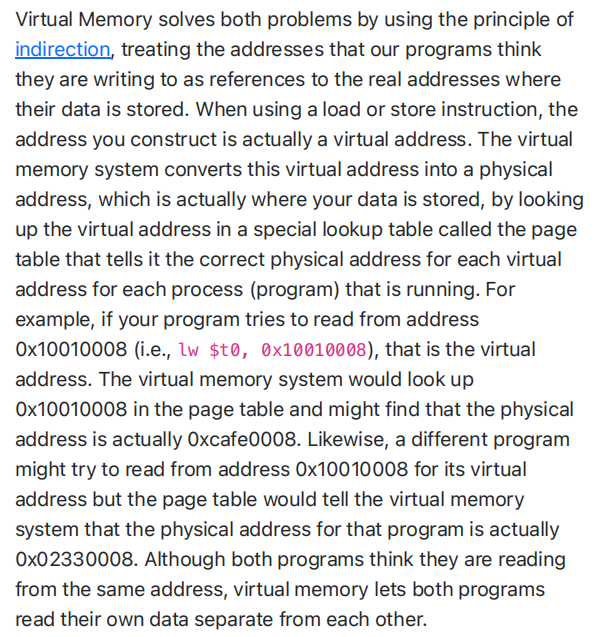 Virtual Memory solves both problems by using the principle of
indirection, treating the addresses that our programs think
they are writing to as references to the real addresses where
their data is stored. When using a load or store instruction, the
address you construct is actually a virtual address. The virtual
memory system converts this virtual address into a physical
address, which is actually where your data is stored, by looking
up the virtual address in a special lookup table called the page
table that tells it the correct physical address for each virtual
address for each process (program) that is running. For
example, if your program tries to read from address
0x10010008 (i.e., lw $t0, 0x10010008), that is the virtual
address. The virtual memory system would look up
0x10010008 in the page table and might find that the physical
address is actually 0xcafe0008. Likewise, a different program
might try to read from address 0x10010008 for its virtual
address but the page table would tell the virtual memory
system that the physical address for that program is actually
0x02330008. Although both programs think they are reading
from the same address, virtual memory lets both programs
read their own data separate from each other.